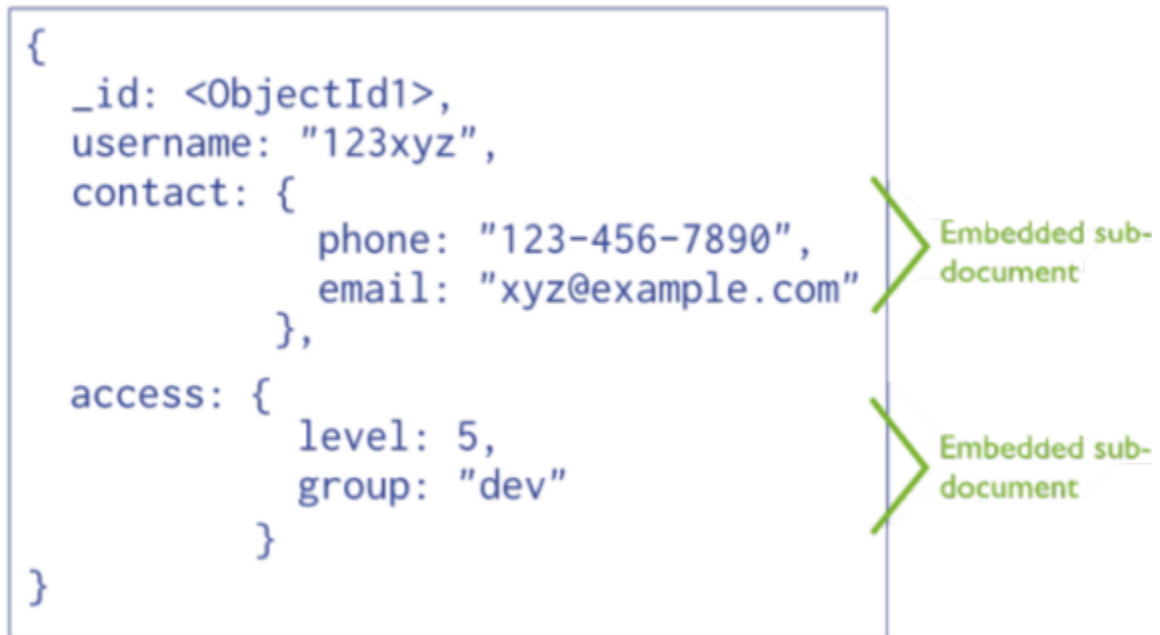 {
_id: <ObjectId1>,
username: "123xyz",
contact: {
phone: "123-456-7890",
email: "xyz@example.com"
},
access: {
level: 5,
group: "dev"
}
}
Embedded sub-
document
Embedded sub-
document